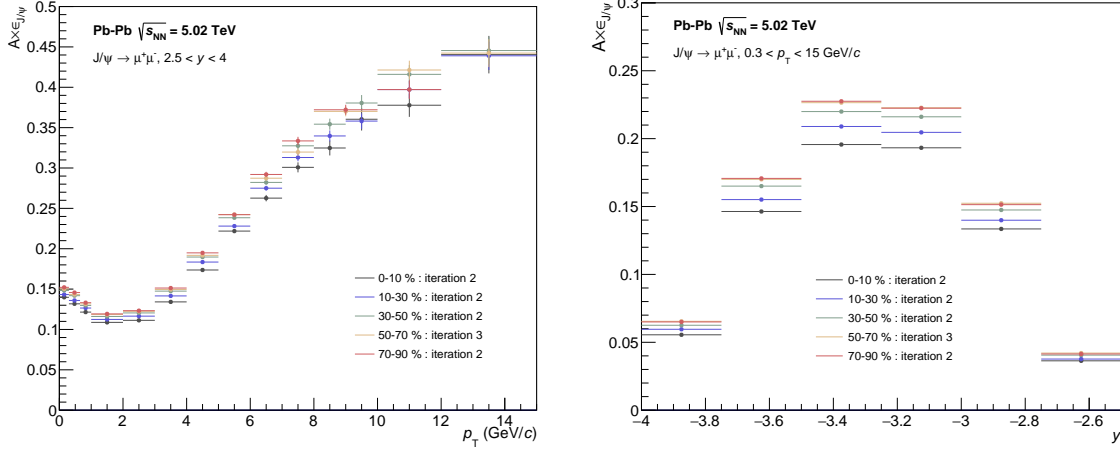 A×ϵJ/ψ
0.5
0.45
0.4
0.35
0.3
0.25
0.2
0.15
0.1
0.05
0
Pb-Pb √sNN = 5.02 TeV
J/ψ → μ+μ-, 2.5 < y < 4
0-10 % : iteration 2
10-30 % : iteration 2
30-50 % : iteration 2
50-70 % : iteration 3
70-90 % : iteration 2
0 2 4 6 8 10 12 14
pT (GeV/c)
A×ϵJ/ψ
0.3
0.25
0.2
0.15
0.1
0.05
0
Pb-Pb √sNN = 5.02 TeV
J/ψ → μ+μ-, 0.3 < pT < 15 GeV/c
0-10 % : iteration 2
10-30 % : iteration 2
30-50 % : iteration 2
50-70 % : iteration 3
70-90 % : iteration 2
−4 −3.8 −3.6 −3.4 −3.2 −3 −2.8 −2.6
y